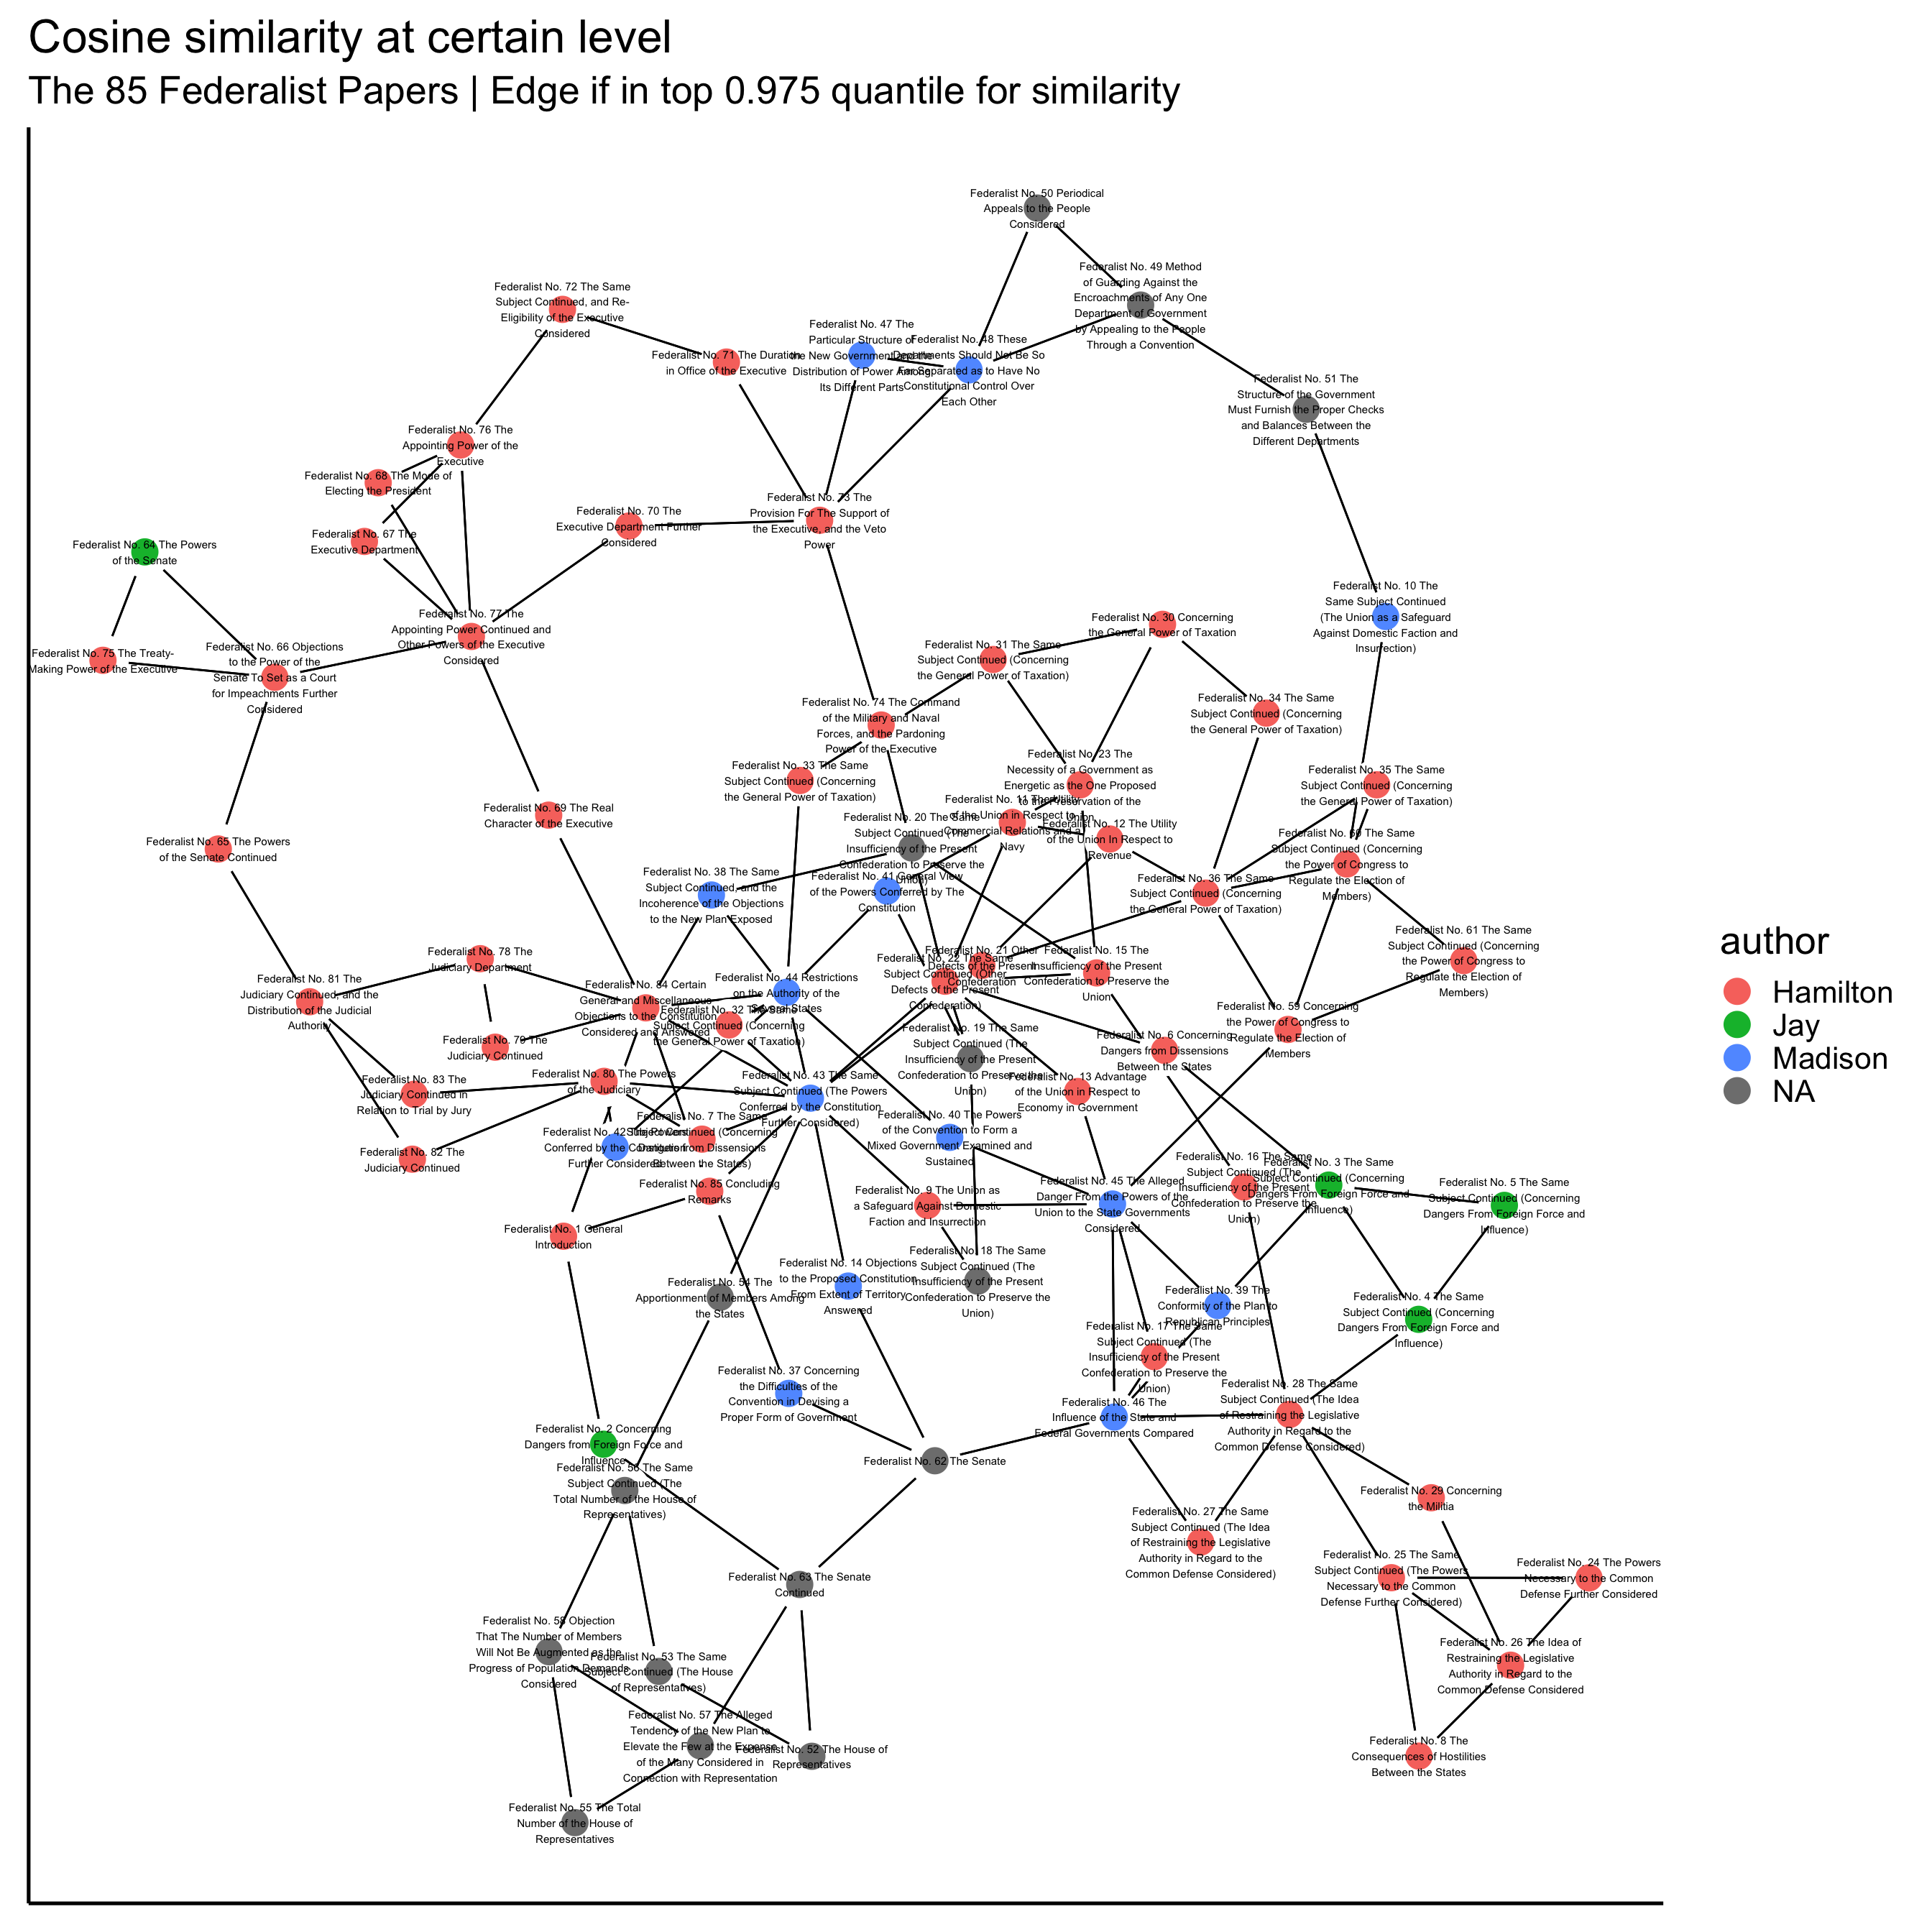 Cosine similarity at certain level
The 85 Federalist Papers | Edge if in top 0.975 quantile for similarity
Federalist No. 50 Periodical
Appeals to the People
Considered
Federalist No. 49 Method
of Guarding Against the
Encroachments of Any One
Department of Government
by Appealing to the People
Through a Convention
Federalist No. 72 The Same
Subject Continued, and Re-
Eligibility of the Executive
Considered
Federalist No. 71 The Duration
in Office of the Executive
Federalist No. 47 The
Particular Structure of
the New Government and the
Distribution of Power Among
Its Different Parts
Federalist No. 48 These
Departments Should Not Be So
Far Separated as to Have No
Constitutional Control Over
Each Other
Federalist No. 51 The
Structure of the Government
Must Furnish the Proper Checks
and Balances Between the
Different Departments
Federalist No. 76 The
Appointing Power of the
Executive
Federalist No. 68 The Mode of
Electing the President
Federalist No. 67 The
Executive Department
Federalist No. 70 The
Executive Department Further
Considered
Federalist No. 73 The
Provision For The Support of
the Executive, and the Veto
Power
Federalist No. 64 The Powers
of the Senate
Federalist No. 10 The
Same Subject Continued
(The Union as a Safeguard
Against Domestic Faction and
Insurrection)
Federalist No. 77 The
Appointing Power Continued and
Other Powers of the Executive
Considered
Federalist No. 75 The Treaty-
Making Power of the Executive
Federalist No. 66 Objections
to the Power of the
Senate To Set as a Court
for Impeachments Further
Considered
Federalist No. 30 Concerning
the General Power of Taxation
Federalist No. 31 The Same
Subject Continued (Concerning
the General Power of Taxation)
Federalist No. 34 The Same
Subject Continued (Concerning
the General Power of Taxation)
Federalist No. 74 The Command
of the Military and Naval
Forces, and the Pardoning
Power of the Executive
Federalist No. 33 The Same
Subject Continued (Concerning
the General Power of Taxation)
Federalist No. 23 The
Necessity of a Government as
Energetic as the One Proposed
to the Preservation of the
Union
Federalist No. 35 The Same
Subject Continued (Concerning
the General Power of Taxation)
Federalist No. 69 The Real
Character of the Executive
Federalist No. 11 The Utility
of the Union in Respect to
Commercial Relations and a
Navy
Federalist No. 20 The Same
Subject Continued (The
Insufficiency of the Present
Confederation to Preserve the
Union)
Federalist No. 12 The Utility
of the Union In Respect to
Revenue
Federalist No. 60 The Same
Subject Continued (Concerning
the Power of Congress to
Regulate the Election of
Members)
Federalist No. 65 The Powers
of the Senate Continued
Federalist No. 38 The Same
Subject Continued, and the
Incoherence of the Objections
to the New Plan Exposed
Federalist No. 41 General View
of the Powers Conferred by The
Constitution
Federalist No. 36 The Same
Subject Continued (Concerning
the General Power of Taxation)
Federalist No. 61 The Same
Subject Continued (Concerning
the Power of Congress to
Regulate the Election of
Members)
Federalist No. 78 The
Judiciary Department
Federalist No. 21 Other
Defects of the Present
Confederation
Federalist No. 22 The Same
Subject Continued (Other
Defects of the Present
Confederation)
Federalist No. 15 The
Insufficiency of the Present
Confederation to Preserve the
Union
Federalist No. 81 The
Judiciary Continued, and the
Distribution of the Judicial
Authority
Federalist No. 84 Certain
General and Miscellaneous
Objections to the Constitution
Considered and Answered
Federalist No. 44 Restrictions
on the Authority of the
Several States
Federalist No. 32 The Same
Subject Continued (Concerning
the General Power of Taxation)
Federalist No. 59 Concerning
the Power of Congress to
Regulate the Election of
Members
Federalist No. 79 The
Judiciary Continued
Federalist No. 19 The Same
Subject Continued (The
Insufficiency of the Present
Confederation to Preserve the
Union)
Federalist No. 6 Concerning
Dangers from Dissensions
Between the States
Federalist No. 83 The
Judiciary Continued in
Relation to Trial by Jury
Federalist No. 80 The Powers
of the Judiciary
Federalist No. 43 The Same
Subject Continued (The Powers
Conferred by the Constitution
Further Considered)
Federalist No. 13 Advantage
of the Union in Respect to
Economy in Government
Federalist No. 42 The Powers
Conferred by the Constitution
Further Considered
Federalist No. 7 The Same
Subject Continued (Concerning
Dangers from Dissensions
Between the States)
Federalist No. 40 The Powers
of the Convention to Form a
Mixed Government Examined and
Sustained
Federalist No. 82 The
Judiciary Continued
Federalist No. 85 Concluding
Remarks
Federalist No. 9 The Union as
a Safeguard Against Domestic
Faction and Insurrection
Federalist No. 45 The Alleged
Danger From the Powers of the
Union to the State Governments
Considered
Federalist No. 16 The Same
Subject Continued (The
Insufficiency of the Present
Confederation to Preserve the
Union)
Federalist No. 3 The Same
Subject Continued (Concerning
Dangers From Foreign Force and
Influence)
Federalist No. 5 The Same
Subject Continued (Concerning
Dangers From Foreign Force and
Influence)
Federalist No. 1 General
Introduction
Federalist No. 18 The Same
Subject Continued (The
Insufficiency of the Present
Confederation to Preserve the
Union)
Federalist No. 14 Objections
to the Proposed Constitution
From Extent of Territory
Answered
Federalist No. 54 The
Apportionment of Members Among
the States
Federalist No. 39 The
Conformity of the Plan to
Republican Principles
Federalist No. 4 The Same
Subject Continued (Concerning
Dangers From Foreign Force and
Influence)
Federalist No. 17 The Same
Subject Continued (The
Insufficiency of the Present
Confederation to Preserve the
Union)
Federalist No. 37 Concerning
the Difficulties of the
Convention in Devising a
Proper Form of Government
Federalist No. 28 The Same
Subject Continued (The Idea
of Restraining the Legislative
Authority in Regard to the
Common Defense Considered)
Federalist No. 46 The
Influence of the State and
Federal Governments Compared
Federalist No. 2 Concerning
Dangers from Foreign Force and
Influence
Federalist No. 62 The Senate
Federalist No. 56 The Same
Subject Continued (The
Total Number of the House of
Representatives)
Federalist No. 29 Concerning
the Militia
Federalist No. 27 The Same
Subject Continued (The Idea
of Restraining the Legislative
Authority in Regard to the
Common Defense Considered)
Federalist No. 25 The Same
Subject Continued (The Powers
Necessary to the Common
Defense Further Considered)
Federalist No. 24 The Powers
Necessary to the Common
Defense Further Considered
Federalist No. 63 The Senate
Continued
Federalist No. 58 Objection
That The Number of Members
Will Not Be Augmented as the
Progress of Population Demands
Considered
Federalist No. 53 The Same
Subject Continued (The House
of Representatives)
Federalist No. 26 The Idea of
Restraining the Legislative
Authority in Regard to the
Common Defense Considered
Federalist No. 57 The Alleged
Tendency of the New Plan to
Elevate the Few at the Expense
of the Many Considered in
Connection with Representation
Federalist No. 52 The House of
Representatives
Federalist No. 8 The
Consequences of Hostilities
Between the States
Federalist No. 55 The Total
Number of the House of
Representatives
author
Hamilton
Jay
Madison
NA